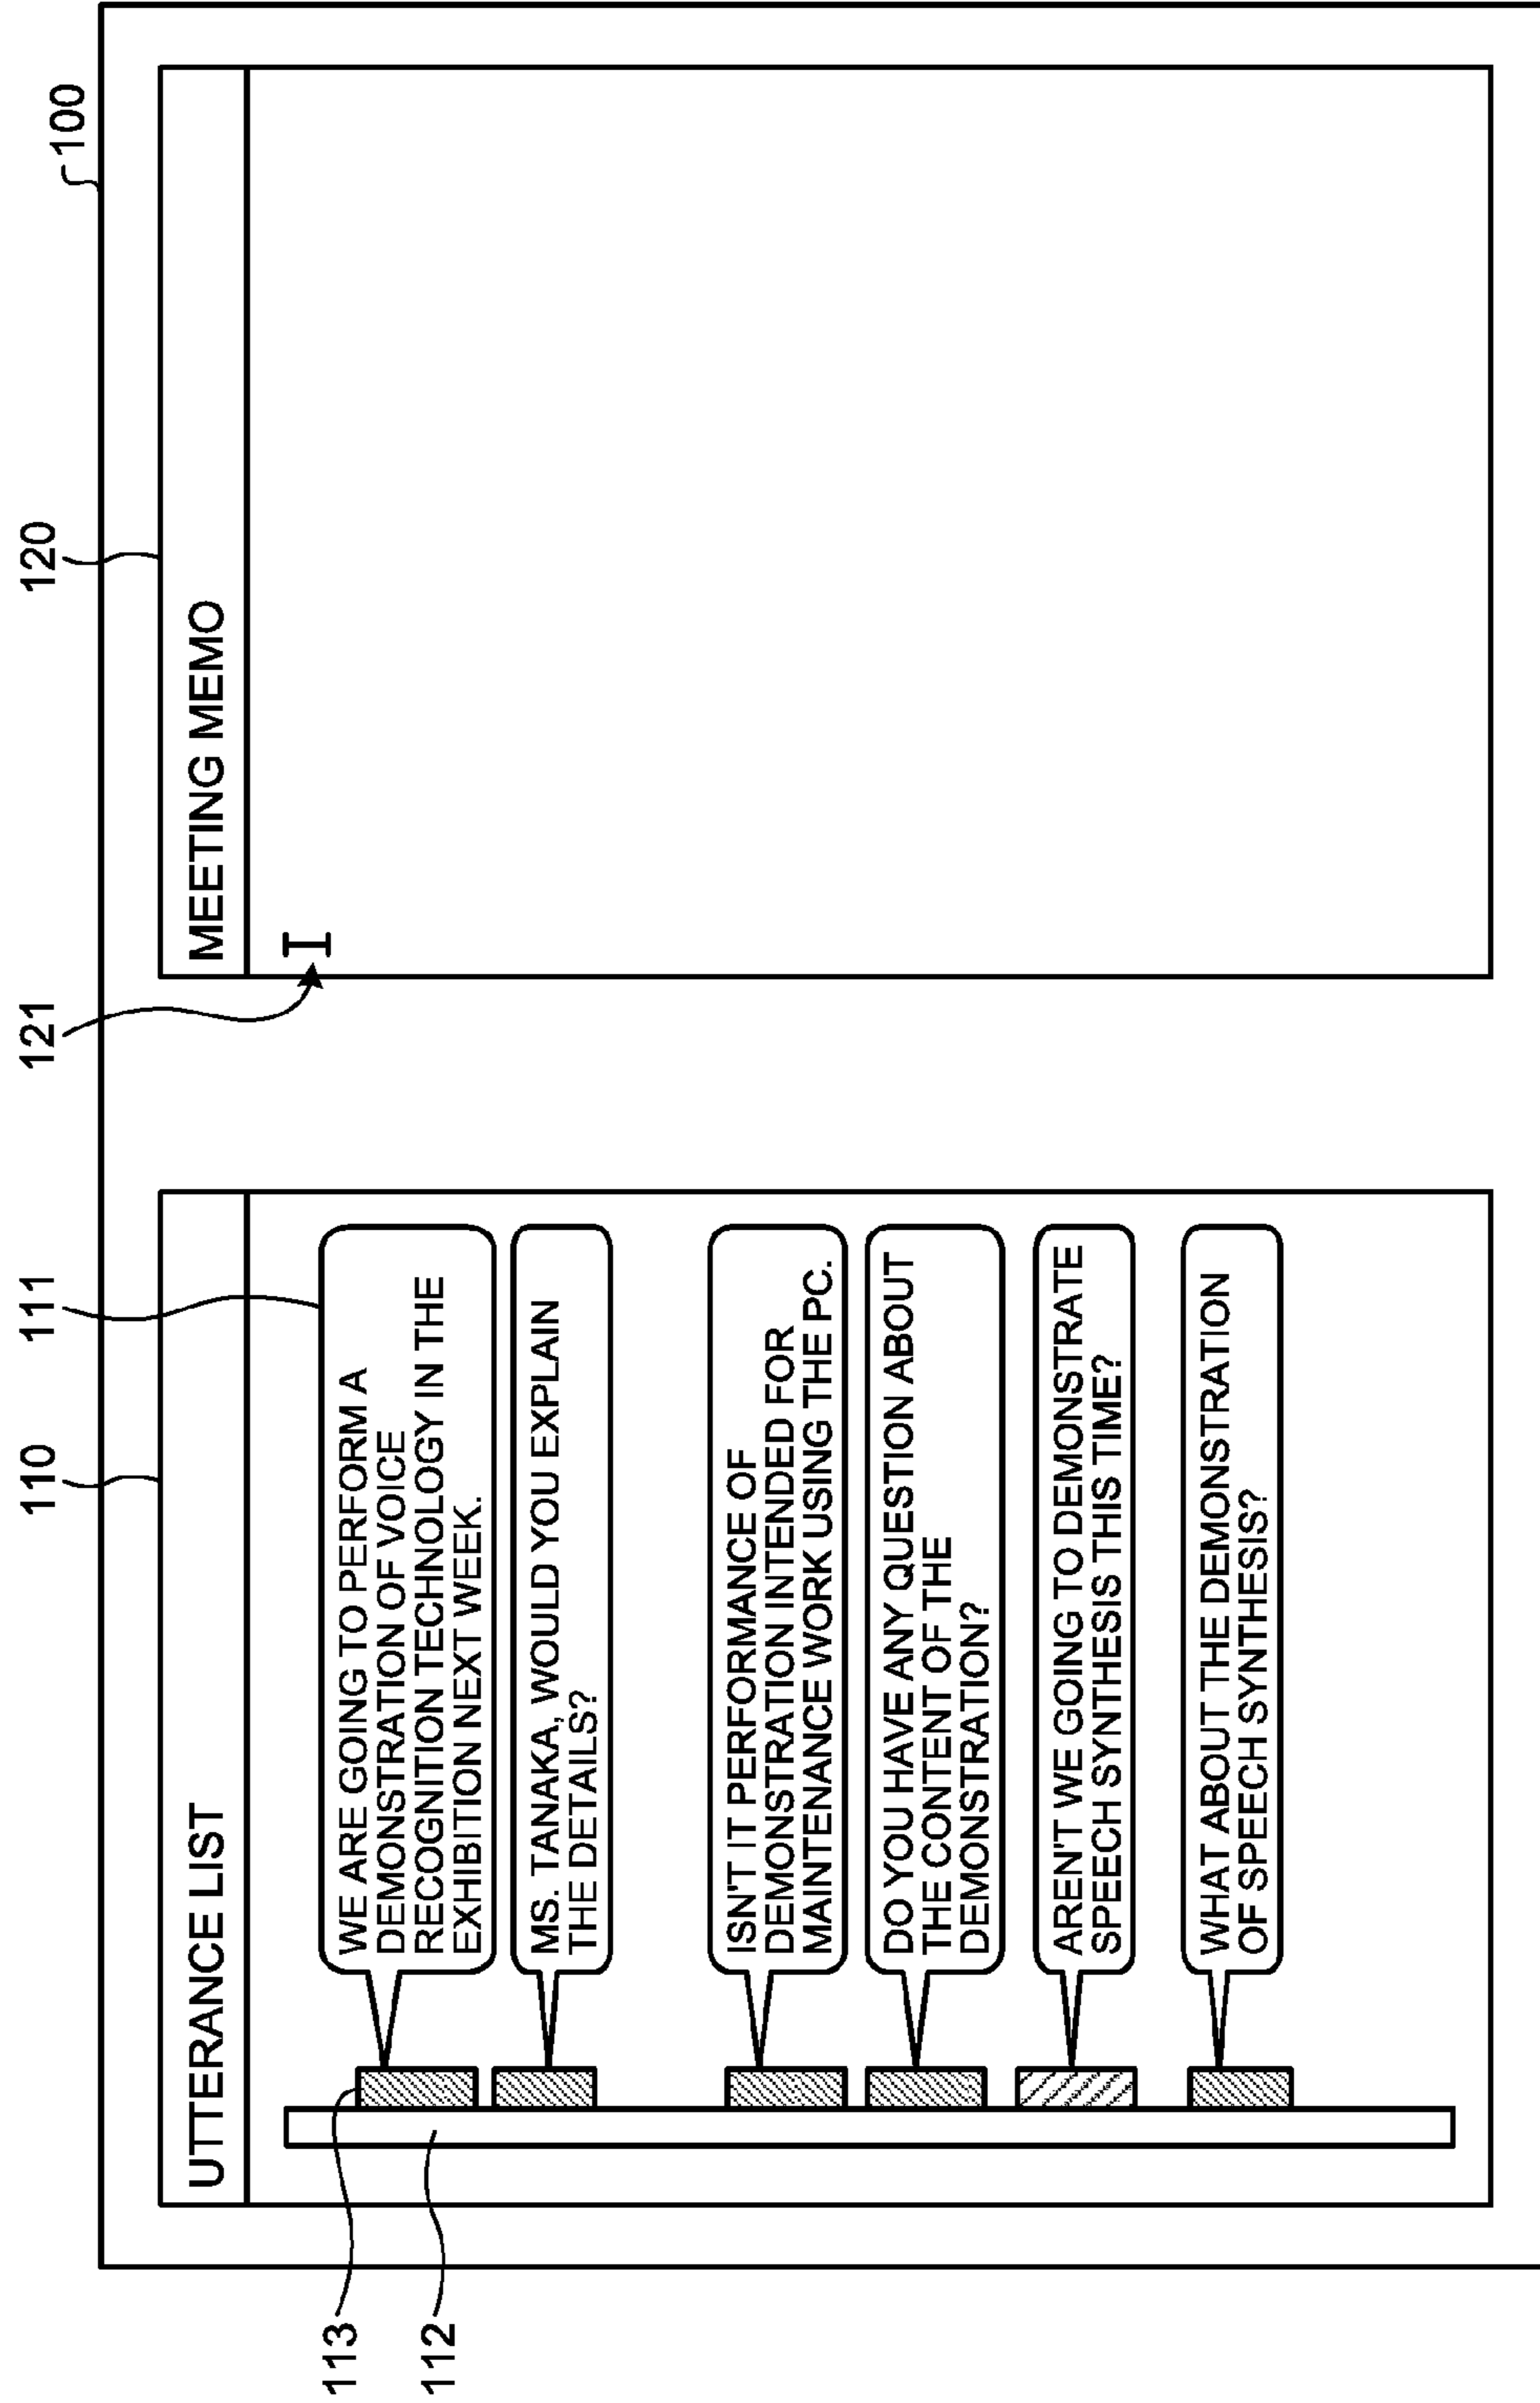 100
110
111
121
120
UTTERANCE LIST
MEETING MEMO
113
112
WE ARE GOING TO PERFORM A
DEMONSTRATION OF VOICE
RECOGNITION TECHNOLOGY IN THE
EXHIBITION NEXT WEEK.
MS. TANAKA, WOULD YOU EXPLAIN
THE DETAILS?
ISN'T IT PERFORMANCE OF
DEMONSTRATION INTENDED FOR
MAINTENANCE WORK USING THE PC.
DO YOU HAVE ANY QUESTION ABOUT
THE CONTENT OF THE
DEMONSTRATION?
AREN'T WE GOING TO DEMONSTRATE
SPEECH SYNTHESIS THIS TIME?
WHAT ABOUT THE DEMONSTRATION
OF SPEECH SYNTHESIS?